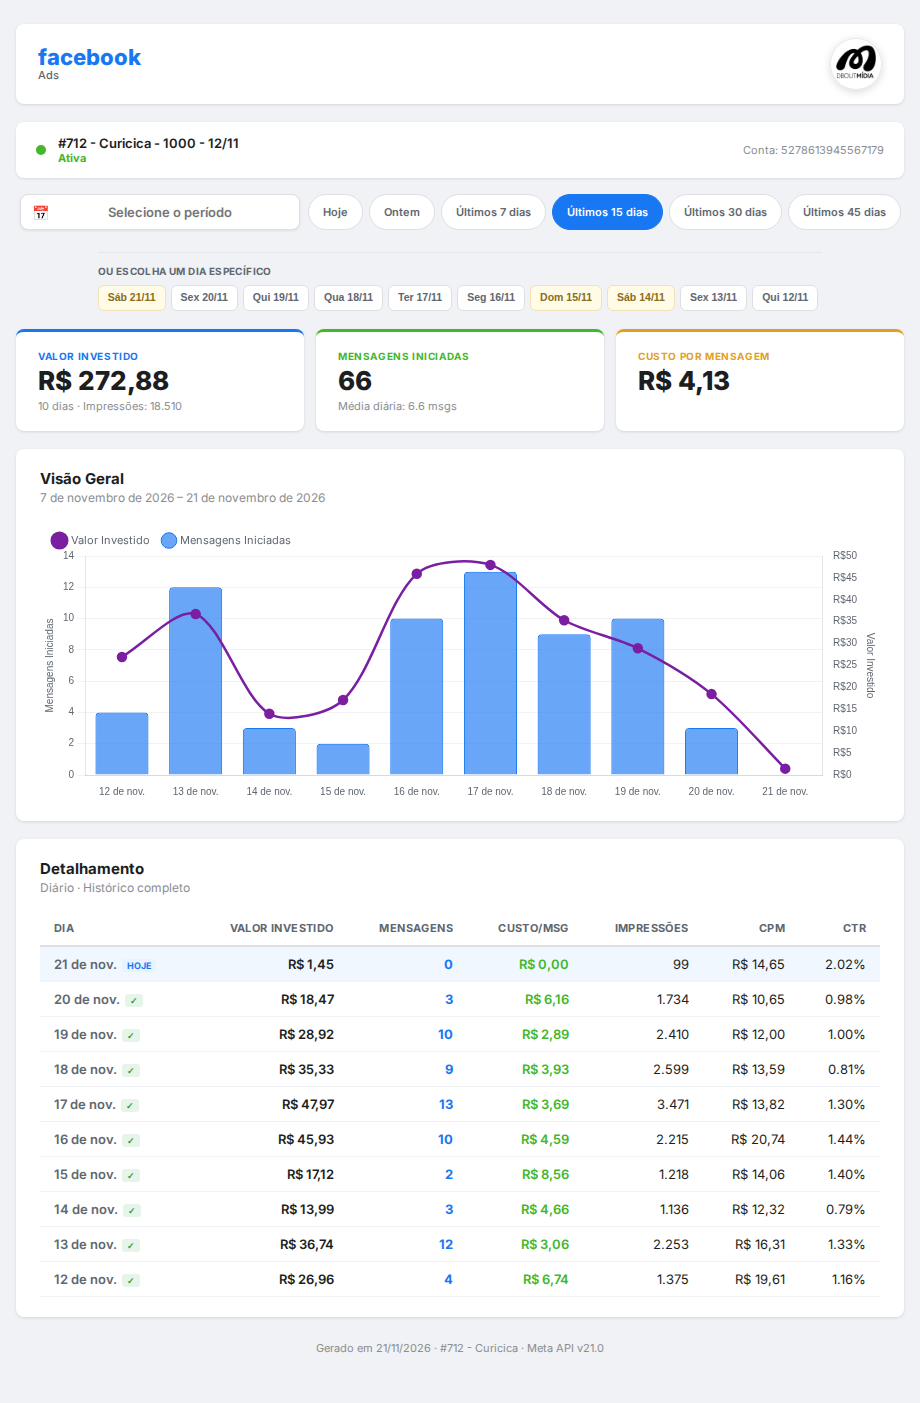 facebook
Ads
DBOUTMÍDIA
#712 - Curicica - 1000 - 12/11
Ativa
Conta: 5278613945567179
Selecione o período
Hoje
Ontem
Últimos 7 dias
Últimos 15 dias
Últimos 30 dias
Últimos 45 dias
OU ESCOLHA UM DIA ESPECÍFICO
Sáb 21/11
Sex 20/11
Qui 19/11
Qua 18/11
Ter 17/11
Seg 16/11
Dom 15/11
Sáb 14/11
Sex 13/11
Qui 12/11
VALOR INVESTIDO
R$ 272,88
10 dias · Impressões: 18.510
MENSAGENS INICIADAS
66
Média diária: 6.6 msgs
CUSTO POR MENSAGEM
R$ 4,13
Visão Geral
7 de novembro de 2026 – 21 de novembro de 2026
Valor Investido Mensagens Iniciadas
Mensagens Iniciadas
14
12
10
8
6
4
2
0
R$50
R$45
R$40
R$35
R$30
R$25
R$20
R$15
R$10
R$5
R$0
Valor Investido
12 de nov. 13 de nov. 14 de nov. 15 de nov. 16 de nov. 17 de nov. 18 de nov. 19 de nov. 20 de nov. 21 de nov.
Detalhamento
Diário · Histórico completo
DIA VALOR INVESTIDO MENSAGENS CUSTO/MSG IMPRESSÕES CPM CTR
21 de nov. HOJE R$ 1,45 0 R$ 0,00 99 R$ 14,65 2.02%
20 de nov. ✓ R$ 18,47 3 R$ 6,16 1.734 R$ 10,65 0.98%
19 de nov. ✓ R$ 28,92 10 R$ 2,89 2.410 R$ 12,00 1.00%
18 de nov. ✓ R$ 35,33 9 R$ 3,93 2.599 R$ 13,59 0.81%
17 de nov. ✓ R$ 47,97 13 R$ 3,69 3.471 R$ 13,82 1.30%
16 de nov. ✓ R$ 45,93 10 R$ 4,59 2.215 R$ 20,74 1.44%
15 de nov. ✓ R$ 17,12 2 R$ 8,56 1.218 R$ 14,06 1.40%
14 de nov. ✓ R$ 13,99 3 R$ 4,66 1.136 R$ 12,32 0.79%
13 de nov. ✓ R$ 36,74 12 R$ 3,06 2.253 R$ 16,31 1.33%
12 de nov. ✓ R$ 26,96 4 R$ 6,74 1.375 R$ 19,61 1.16%
Gerado em 21/11/2026 · #712 - Curicica · Meta API v21.0